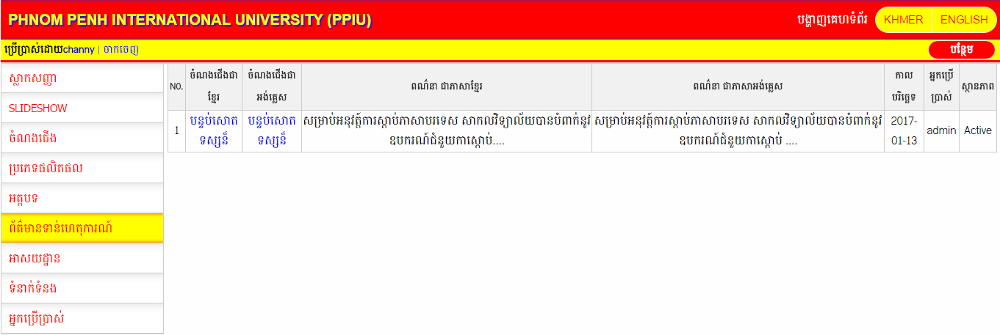 PHNOM PENH INTERNATIONAL UNIVERSITY (PPIU) បង្ហាញគេហទំព័រ KHMER ENGLISH
ប្រើប្រាស់ដោយchanny | ចាកចេញ បន្ថែម
ស្លាកសញ្ញា
SLIDESHOW
ចំណងជើង
ប្រភេទផលិតផល
អត្ថបទ
ព័ត៌មានទាន់ហេតុការណ៍
អាសយដ្ឋាន
ទំនាក់ទំនង
អ្នកប្រើប្រាស់
NO. ចំណងជើងជា ចំណងជើងជា ពណ៌នា ជាភាសាខ្មែរ ពណ៌នា ជាភាសាអង់គ្លេស កាល អ្នកប្រើ ស្ថានភាព
ខ្មែរ អង់គ្លេស បរិច្ឆេទ ប្រាស់
1 បន្ទប់សោត បន្ទប់សោត សម្រាប់អនុវត្ត៍ការស្តាប់ភាសាបរទេស សាកលវិទ្យាល័យបានបំពាក់នូវ សម្រាប់អនុវត្ត៍ការស្តាប់ភាសាបរទេស សាកលវិទ្យាល័យបានបំពាក់នូវ 2017- admin Active
ទស្សន៏ ទស្សន៏ ឧបករណ៍ជំនួយកាស្តោប់.... ឧបករណ៍ជំនួយកាស្តោប់ .... 01-13